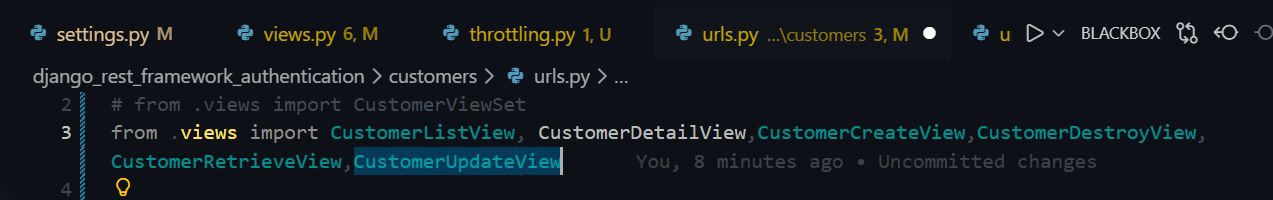 settings.py M views.py 6, M throttling.py 1, U urls.py ...\customers 3, M BLACKBOX
django_rest_framework_authentication > customers > urls.py > ...
2 # from .views import CustomerViewSet
3 from .views import CustomerListView, CustomerDetailView,CustomerCreateView,CustomerDestroyView,
CustomerRetrieveView,CustomerUpdateView You, 8 minutes ago • Uncommitted changes
4